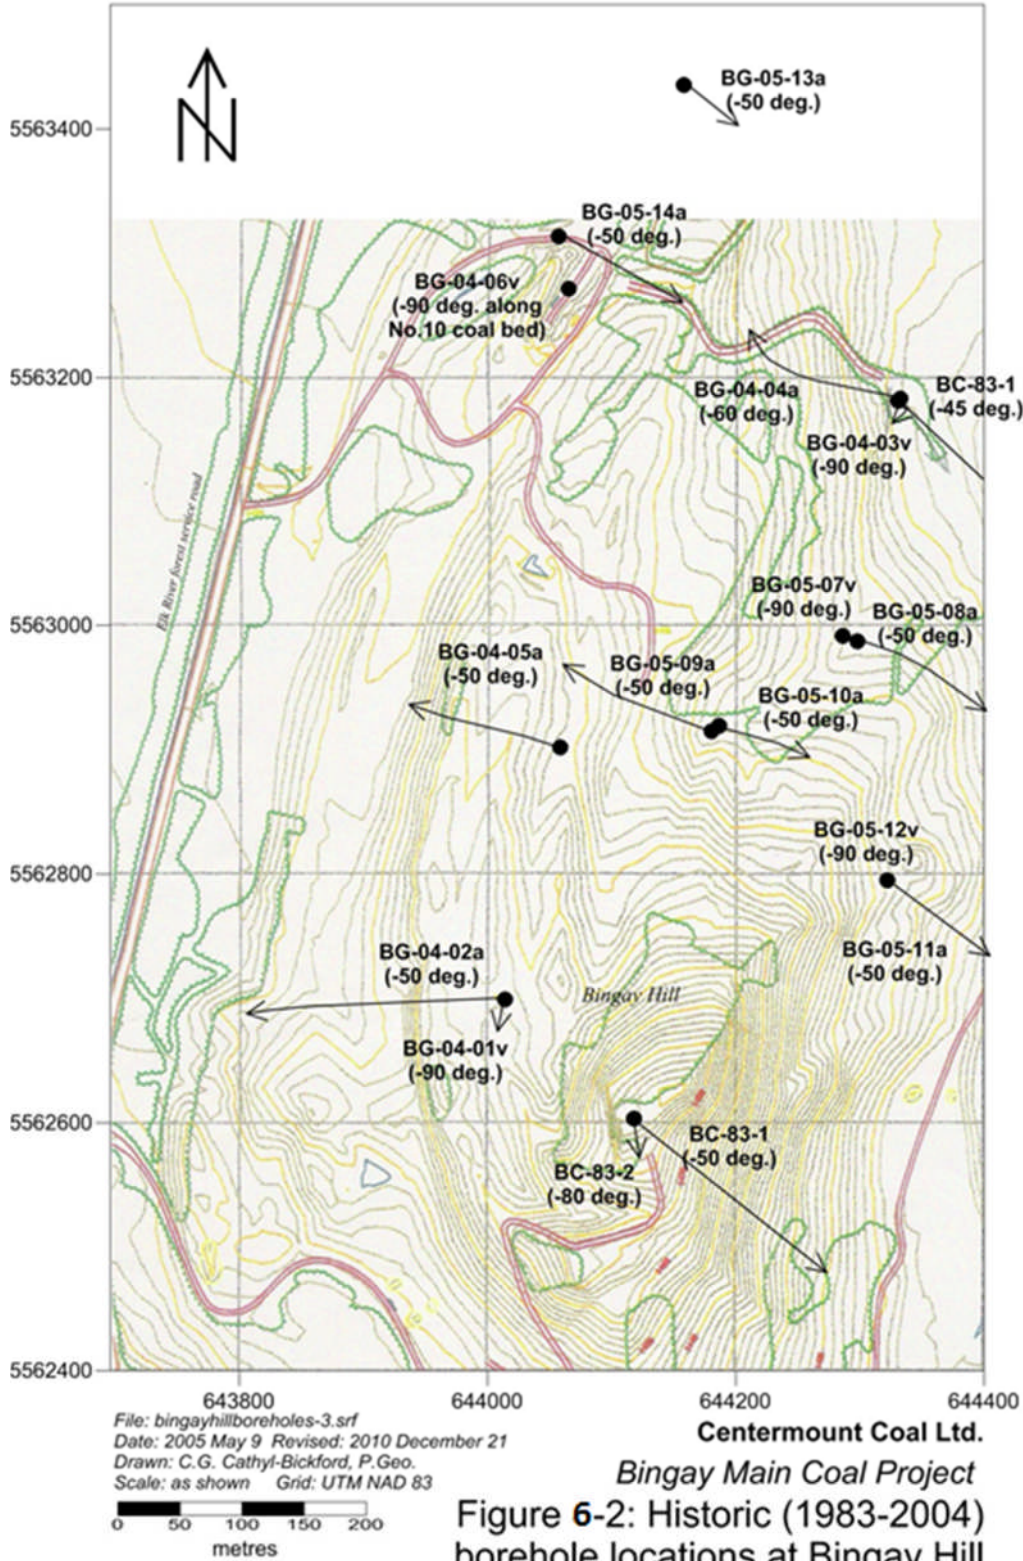 BG-05-13a
(-50 deg.)
5563400
N
BG-05-14a
(-50 deg.)
BG-04-06v
(-90 deg. along
No.10 coal bed)
5563200
BG-04-04a
(-60 deg.)
BC-83-1
(-45 deg.)
BG-04-03v
(-90 deg.)
Elk River forest service road
BG-05-07v
(-90 deg.)
BG-05-08a
(-50 deg.)
5563000
BG-04-05a
(-50 deg.)
BG-05-09a
(-50 deg.)
BG-05-10a
(-50 deg.)
BG-05-12v
(-90 deg.)
5562800
BG-05-11a
(-50 deg.)
BG-04-02a
(-50 deg.)
Bingay Hill
BG-04-01v
(-90 deg.)
5562600
BC-83-1
(-50 deg.)
BC-83-2
(-80 deg.)
5562400
643800
644000
644200
644400
File: bingayhillboreholes-3.srf
Date: 2005 May 9 Revised: 2010 December 21
Drawn: C.G. Cathyl-Bickford, P.Geo.
Scale: as shown Grid: UTM NAD 83
0 50 100 150 200
metres
Centermount Coal Ltd.
Bingay Main Coal Project
Figure 6-2: Historic (1983-2004)
borehole locations at Bingay Hill